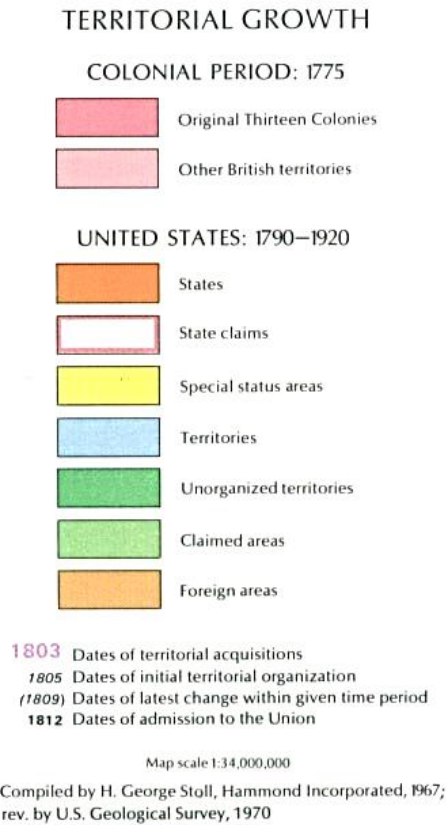 TERRITORIAL GROWTH
COLONIAL PERIOD: 1775
Original Thirteen Colonies
Other British territories
UNITED STATES: 1790–1920
States
State claims
Special status areas
Territories
Unorganized territories
Claimed areas
Foreign areas
1803 Dates of territorial acquisitions
1805 Dates of initial territorial organization
(1809) Dates of latest change within given time period
1812 Dates of admission to the Union
Map scale 1:34,000,000
Compiled by H. George Stoll, Hammond Incorporated, 1967;
rev. by U.S. Geological Survey, 1970